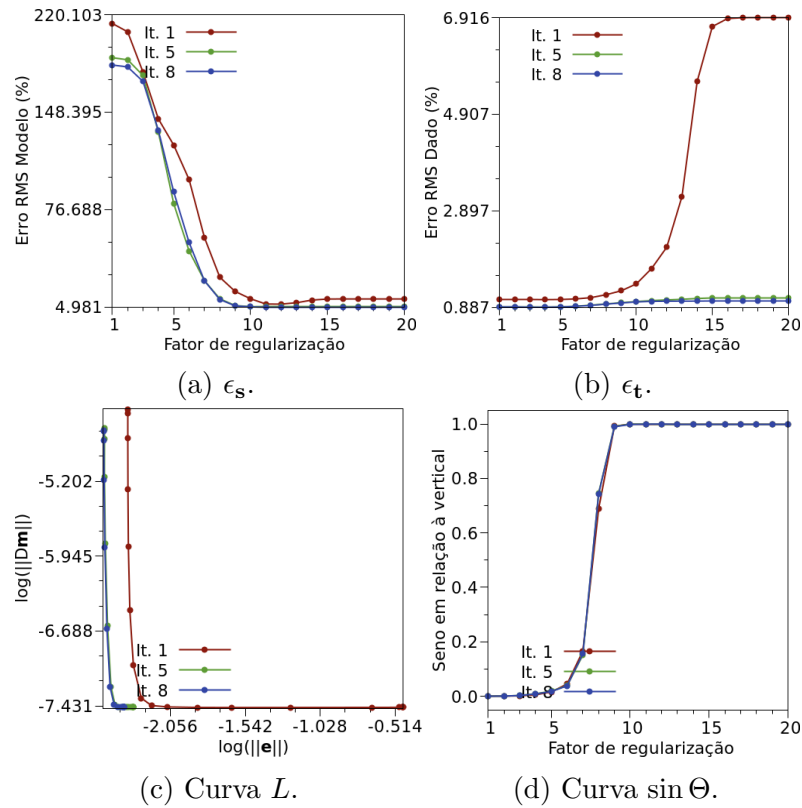 220.103
148.395
76.688
4.981
Erro RMS Modelo (%)
It. 1
It. 5
It. 8
1 5 10 15 20
Fator de regularização
(a) ϵs.
6.916
4.907
2.897
0.887
Erro RMS Dado (%)
It. 1
It. 5
It. 8
1 5 10 15 20
Fator de regularização
(b) ϵt.
-5.202
-5.945
-6.688
-7.431
log(||Dm||)
It. 1
It. 5
It. 8
-2.056 -1.542 -1.028 -0.514
log(||e||)
(c) Curva L.
1.0
0.8
0.6
0.4
0.2
0.0
Seno em relação à vertical
It. 1
It. 5
It. 8
1 5 10 15 20
Fator de regularização
(d) Curva sin Θ.